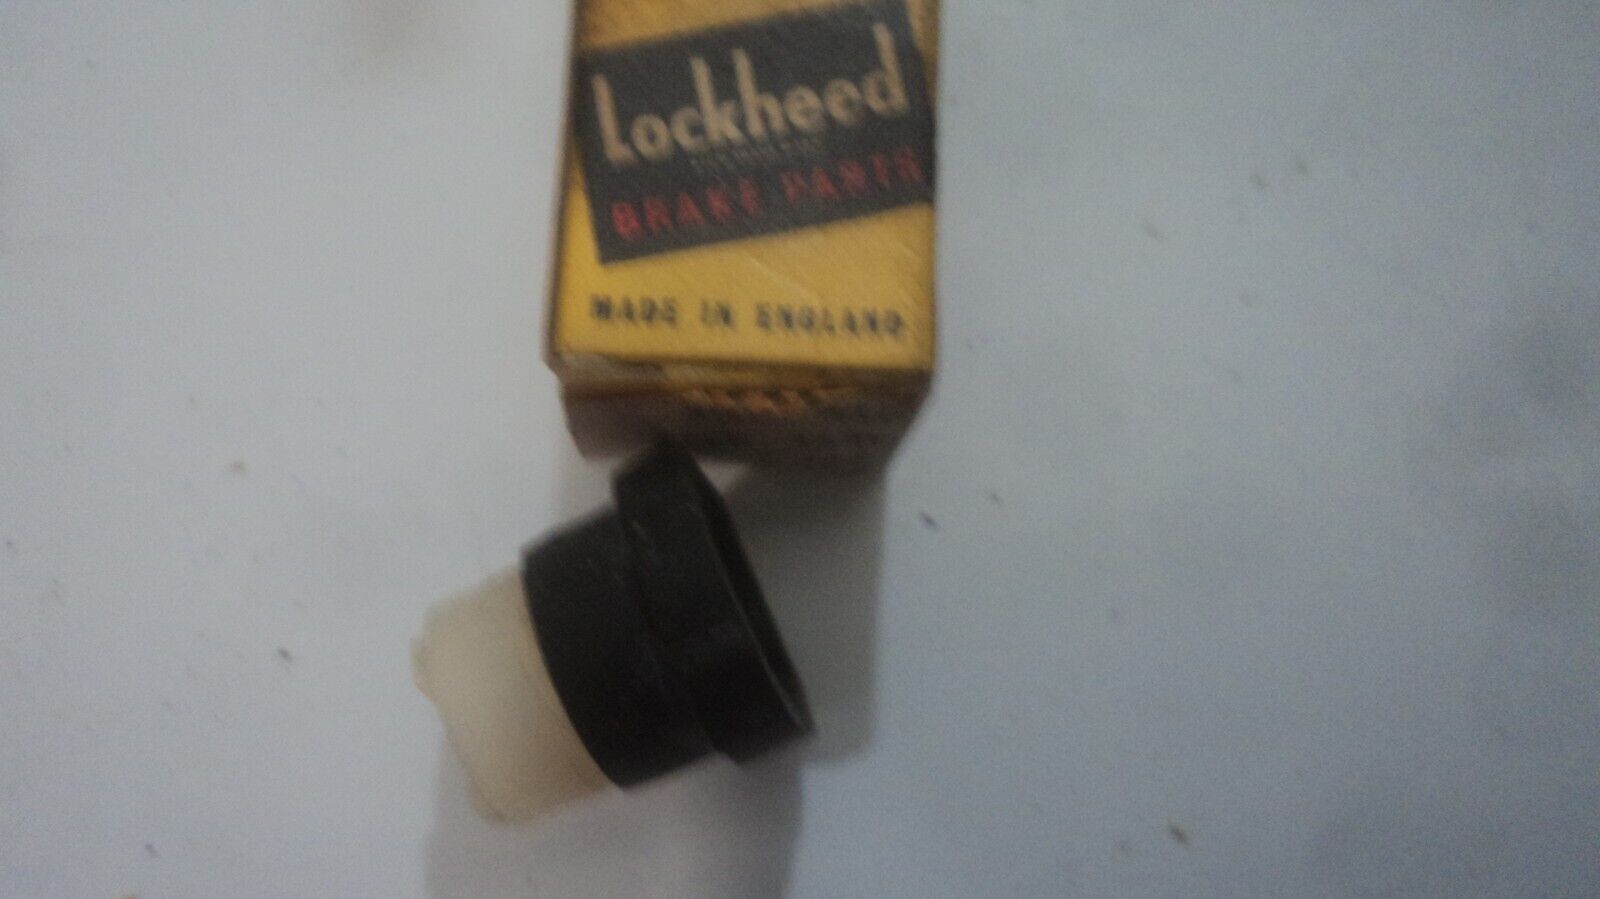 Lockheed
BRAKE PARTS
MADE IN ENGLAND